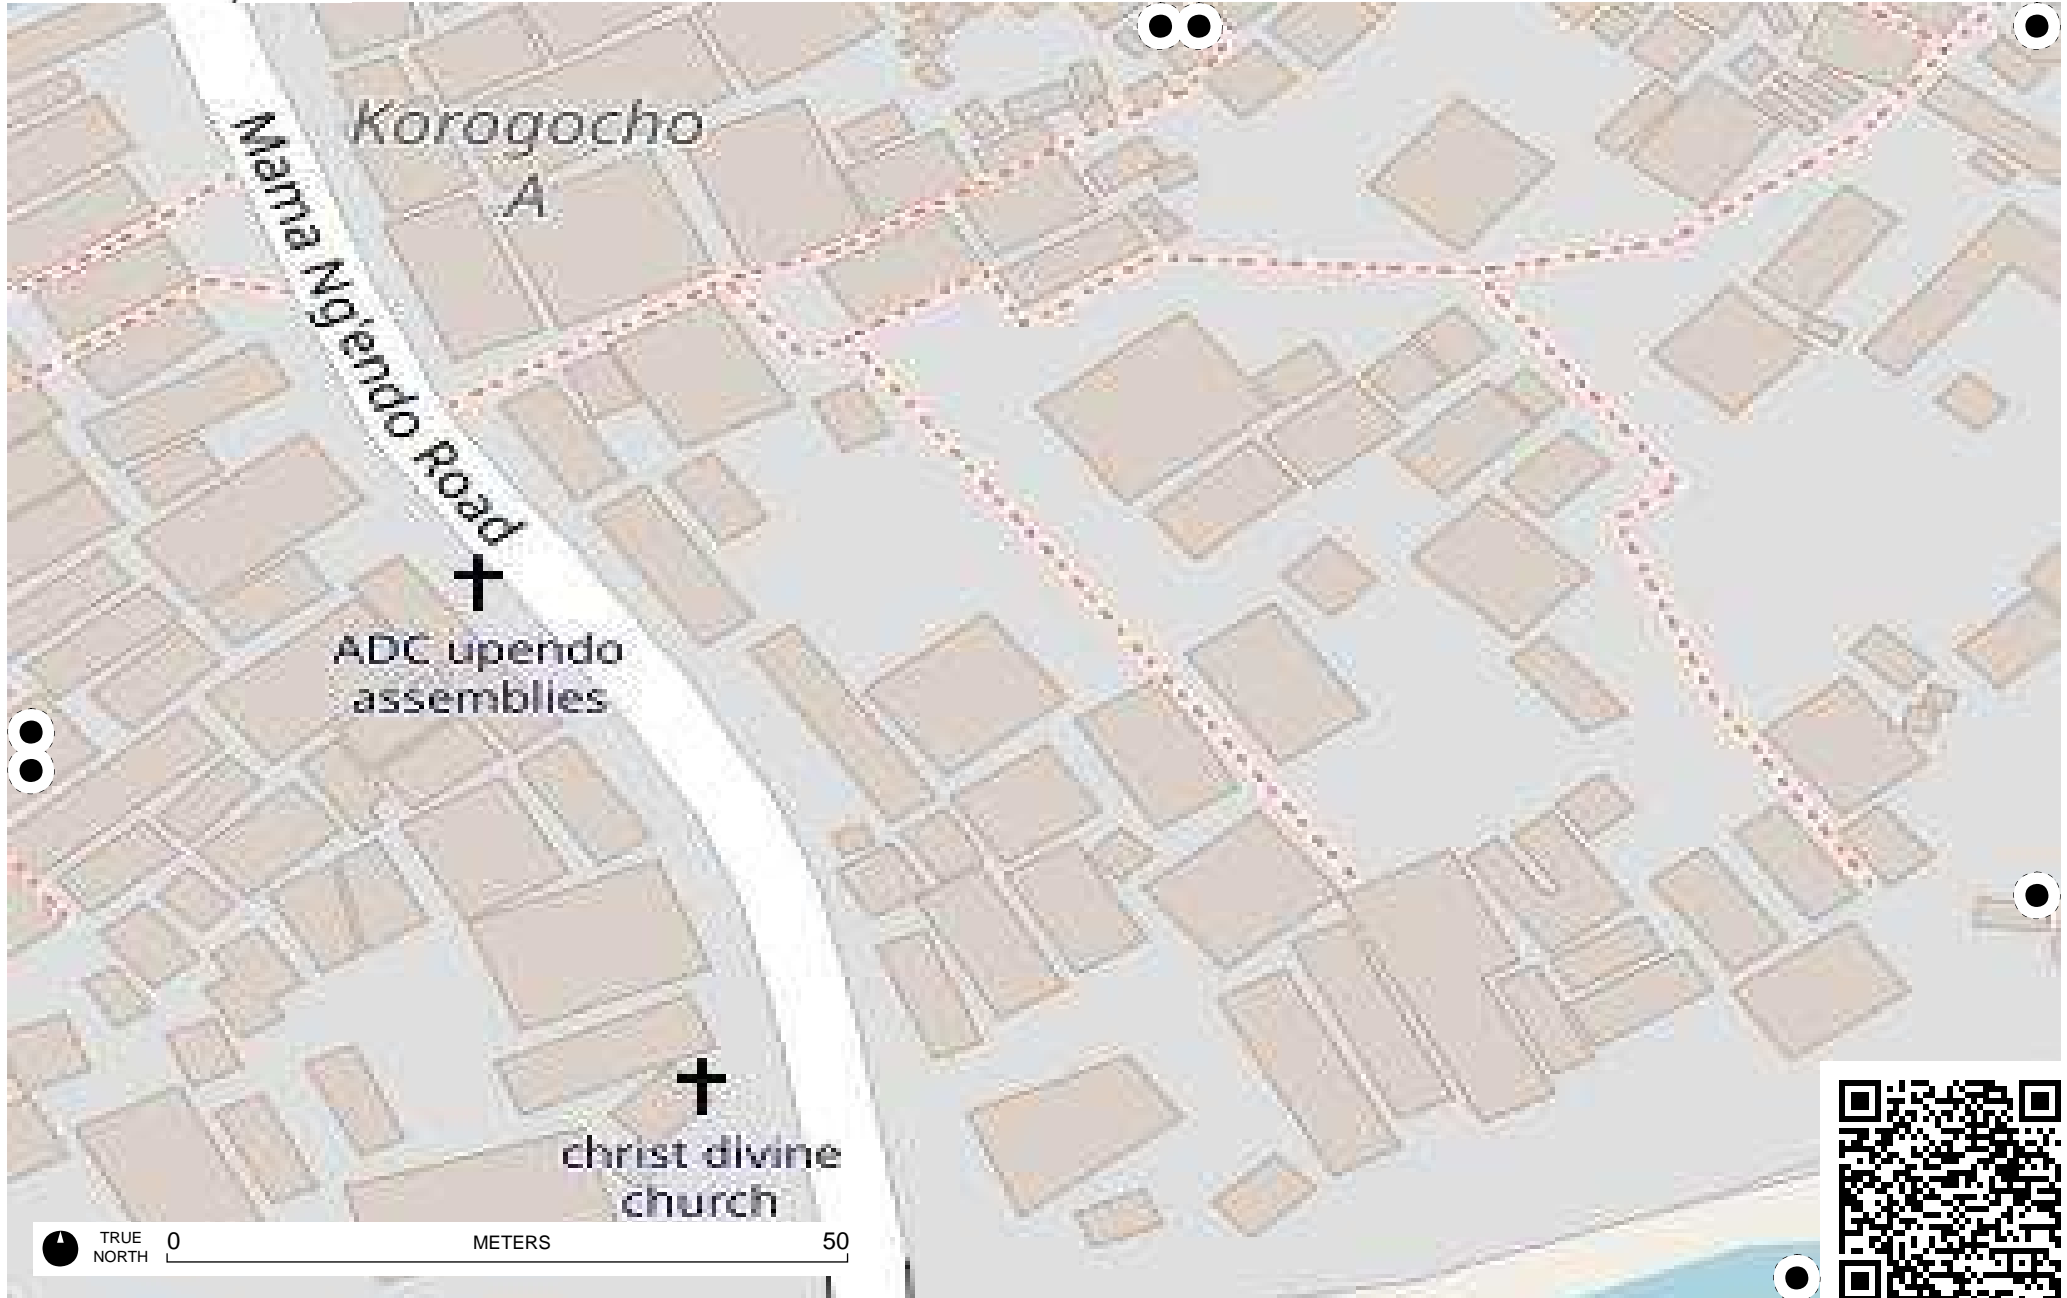 Korogocho
A
Mama Ng'endo Road
ADC upendo
assemblies
christ divine
church
TRUE
NORTH
0
METERS
50